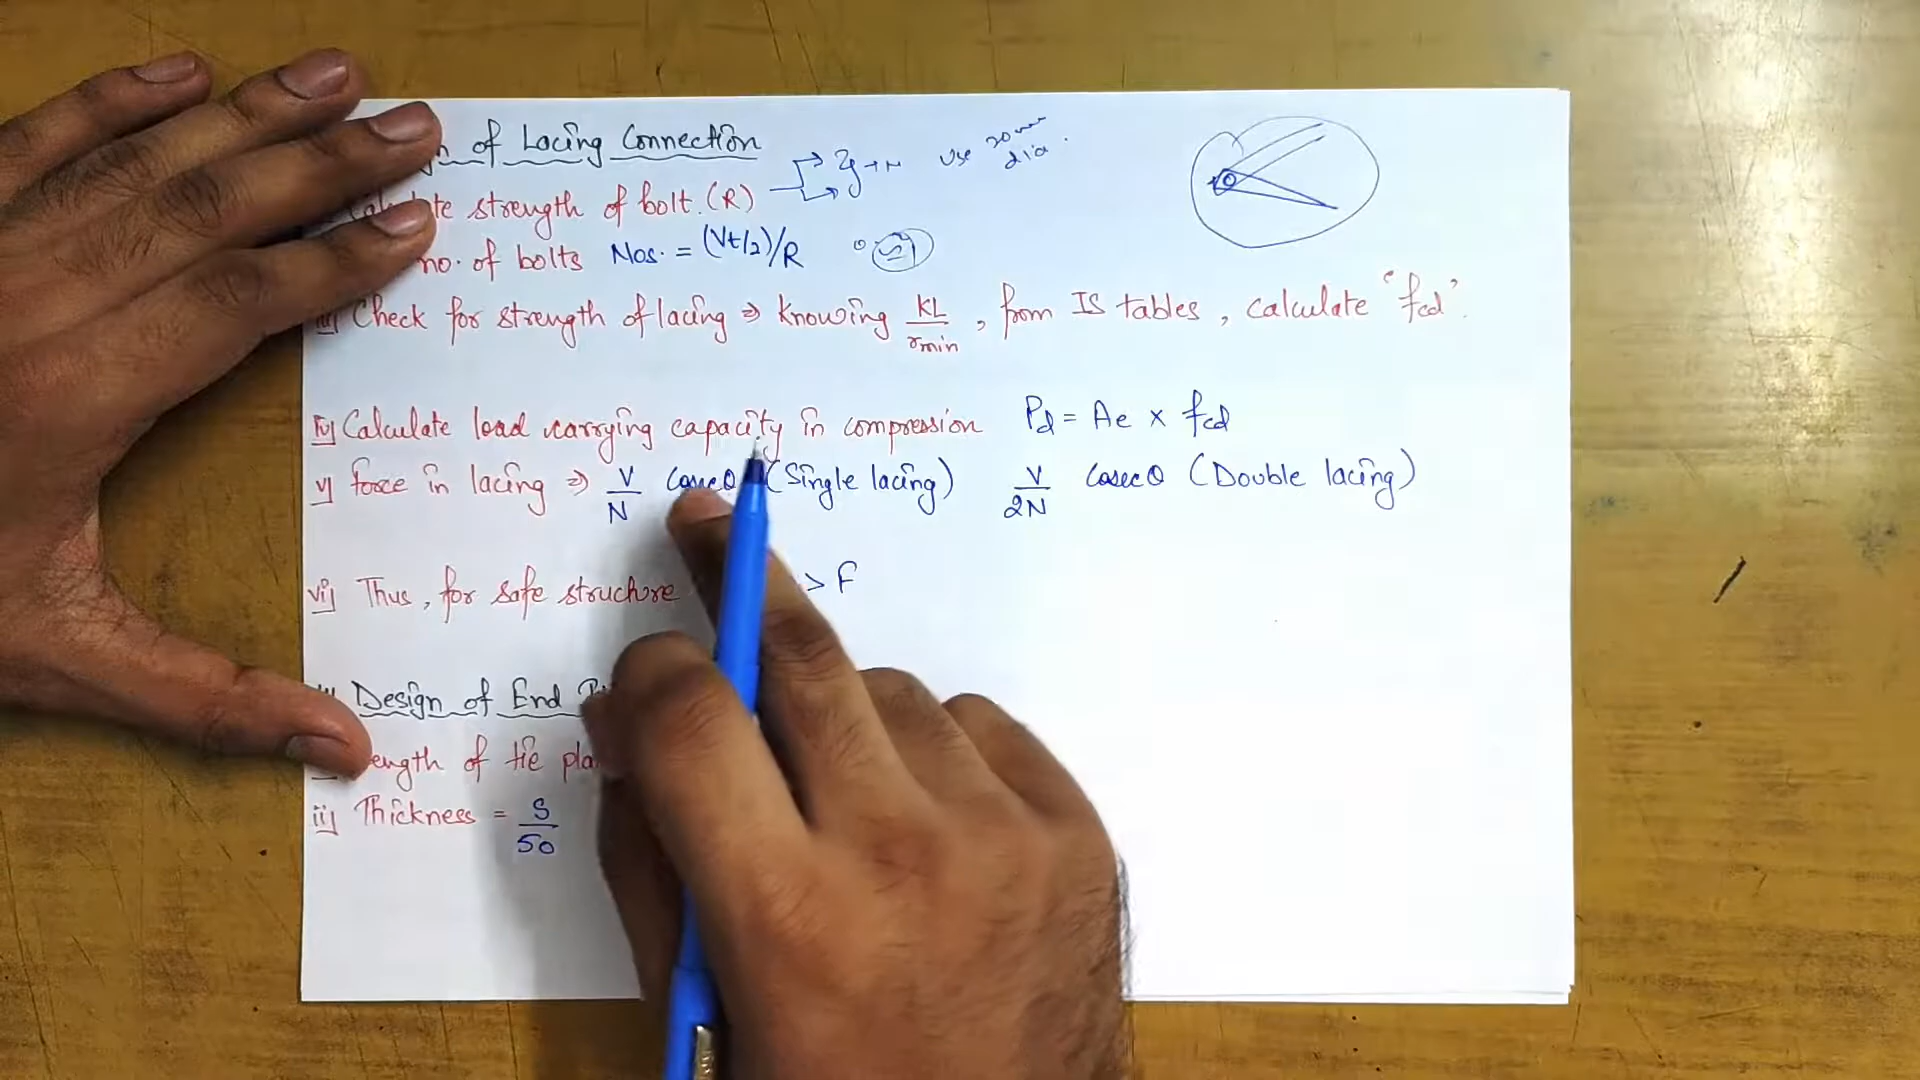 of Lacing Connection
Use 20mm dia.
strength of bolt. (R)
no. of bolts Nos. = (Vt/2)/R
iii) Check for strength of lacing ⇒ knowing KL/rmin, from IS tables, calculate "fcd".
iv) Calculate load carrying capacity in compression Pd = Ae × fcd
v) force in lacing ⇒ V/N Cosecθ (Single lacing) V/2N Cosecθ (Double lacing)
vi) Thus, for safe structure > F
Design of End
of tie
ii) Thickness = S/50